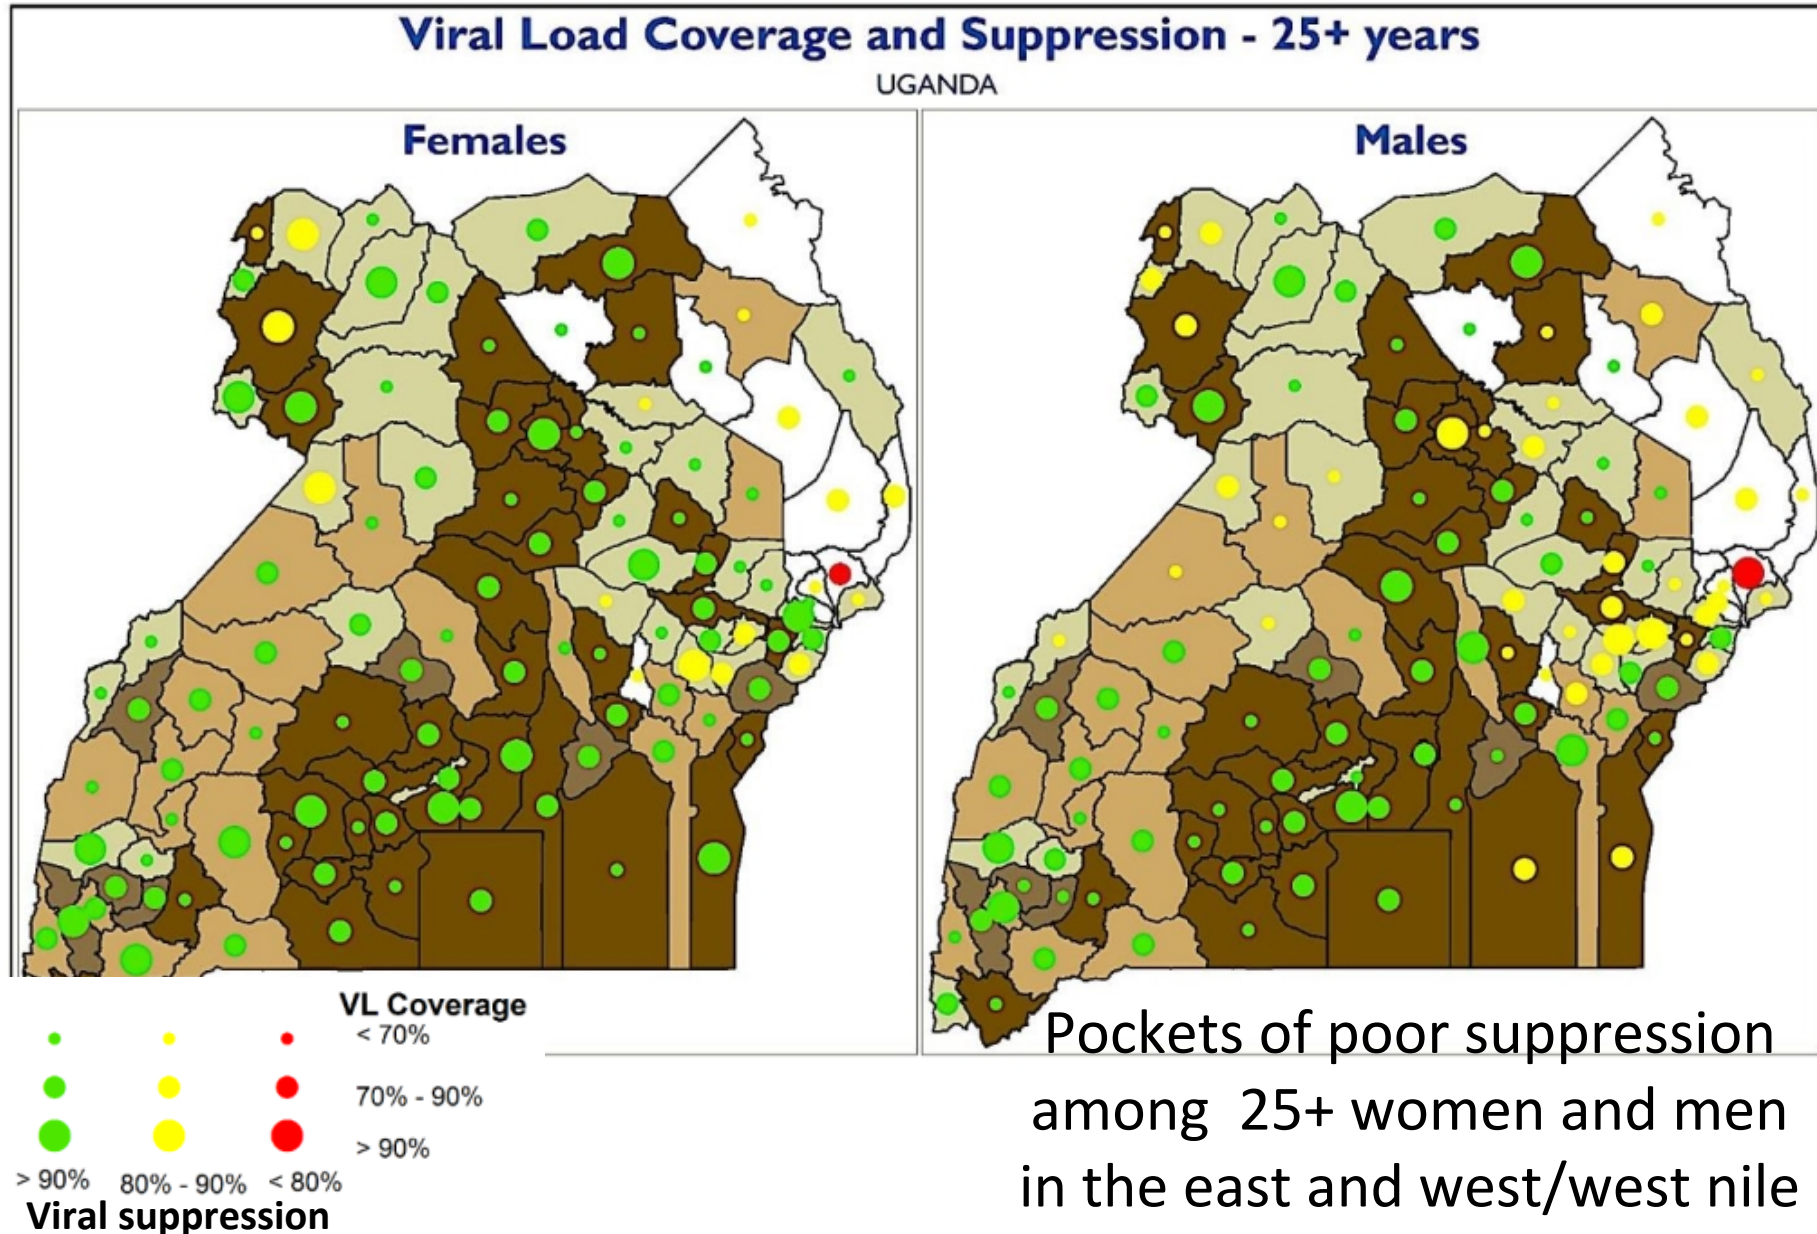 Viral Load Coverage and Suppression - 25+ years
UGANDA
Females
Males
VL Coverage
< 70%
70% - 90%
> 90%
> 90% 80% - 90% < 80%
Viral suppression
Pockets of poor suppression
among 25+ women and men
in the east and west/west nile